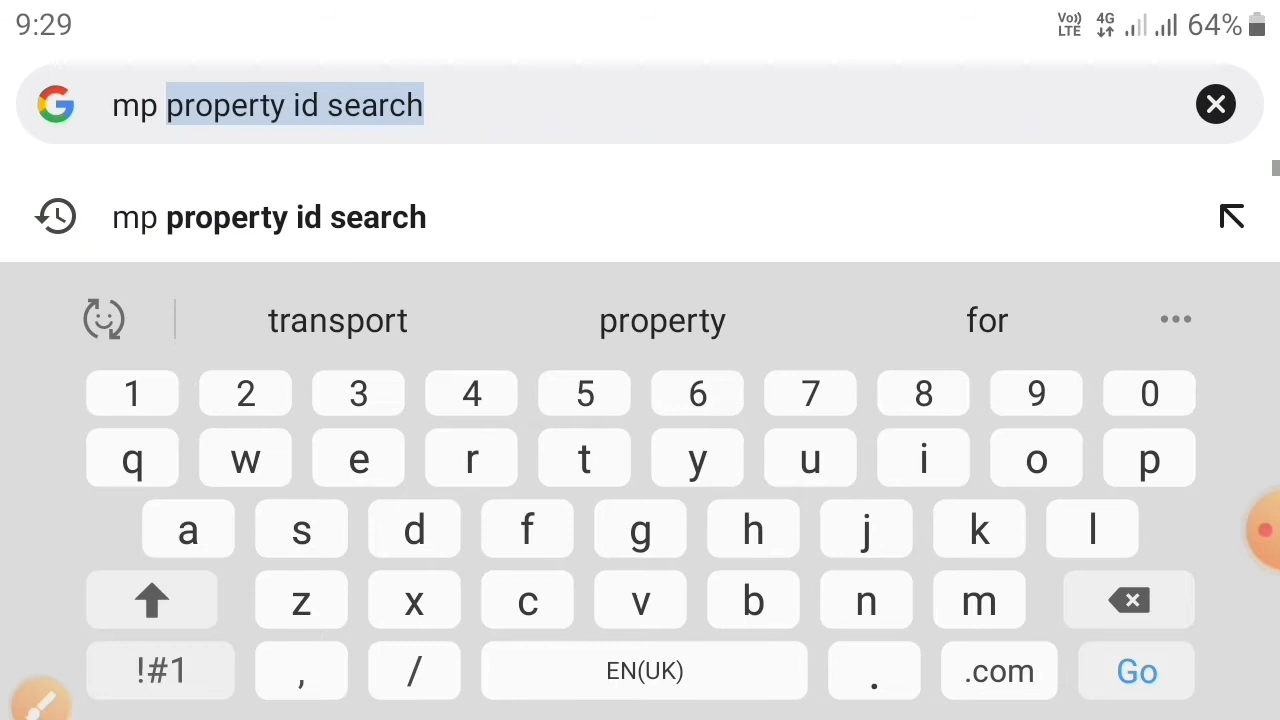 9:29 Vo)) LTE 4G 64%
mp property id search
mp property id search
transport property for
1 2 3 4 5 6 7 8 9 0
q w e r t y u i o p
a s d f g h j k l
z x c v b n m
!#1 , / EN(UK) . .com Go